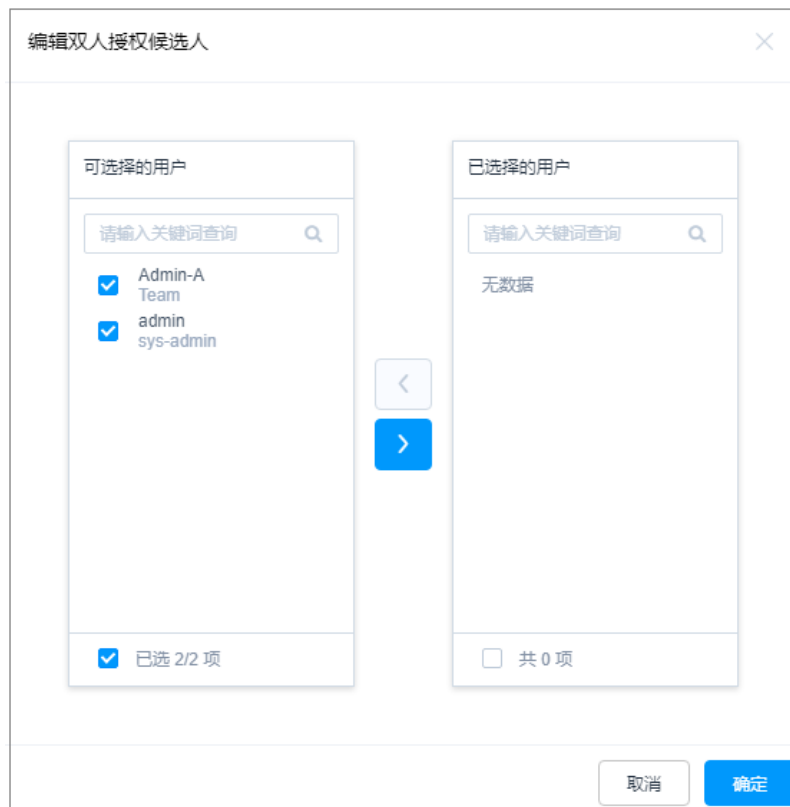 编辑双人授权候选人
可选择的用户
请输入关键词查询
Admin-A
Team
admin
sys-admin
已选 2/2 项
已选择的用户
请输入关键词查询
无数据
共 0 项
取消
确定